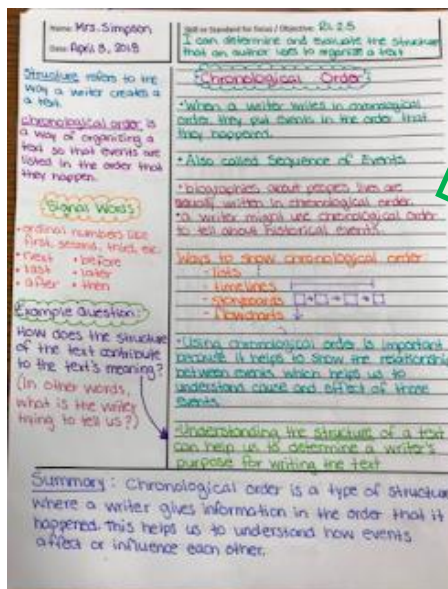 Name: Mrs. Simpson
Date: April 8, 2018
Skill or Standard for Focus / Objective: RI. 2.5
I can determine and evaluate the structure
that an author uses to organize a text
Structure refers to the
way a writer creates a
a text.
chronological order is
a way of organizing a
text so that events are
listed in the order that
they happen.
Signal Words
• ordinal numbers like
first, second, third, etc.
• next • before
• last • later
• after • then
Example Question:
How does the structure
of the text contribute
to the text's meaning?
(In other words,
what is the writer
trying to tell us?)
Chronological Order
• When a writer writes in chronological
order, they put events in the order that
they happened.
• Also called Sequence of Events
• biographies about people's lives are
usually written in chronological order.
• a writer might use chronological order
to tell about historical events.
Ways to show chronological order:
- lists
- timelines
- storyboards
- flowcharts
• Using chronological order is important
because it helps to show the relationship
between events which helps us to
understand cause and effect of those
events.
• Understanding the structure of a text
can help us to determine a writer's
purpose for writing the text
Summary: Chronological order is a type of structure
where a writer gives information in the order that it
happened. This helps us to understand how events
affect or influence each other.